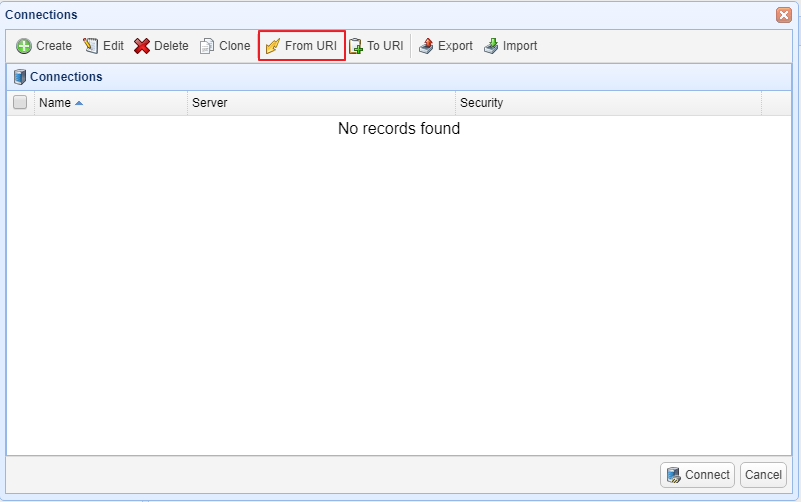 Connections
Create Edit Delete Clone From URI To URI Export Import
Connections
Name Server Security
No records found
Connect Cancel